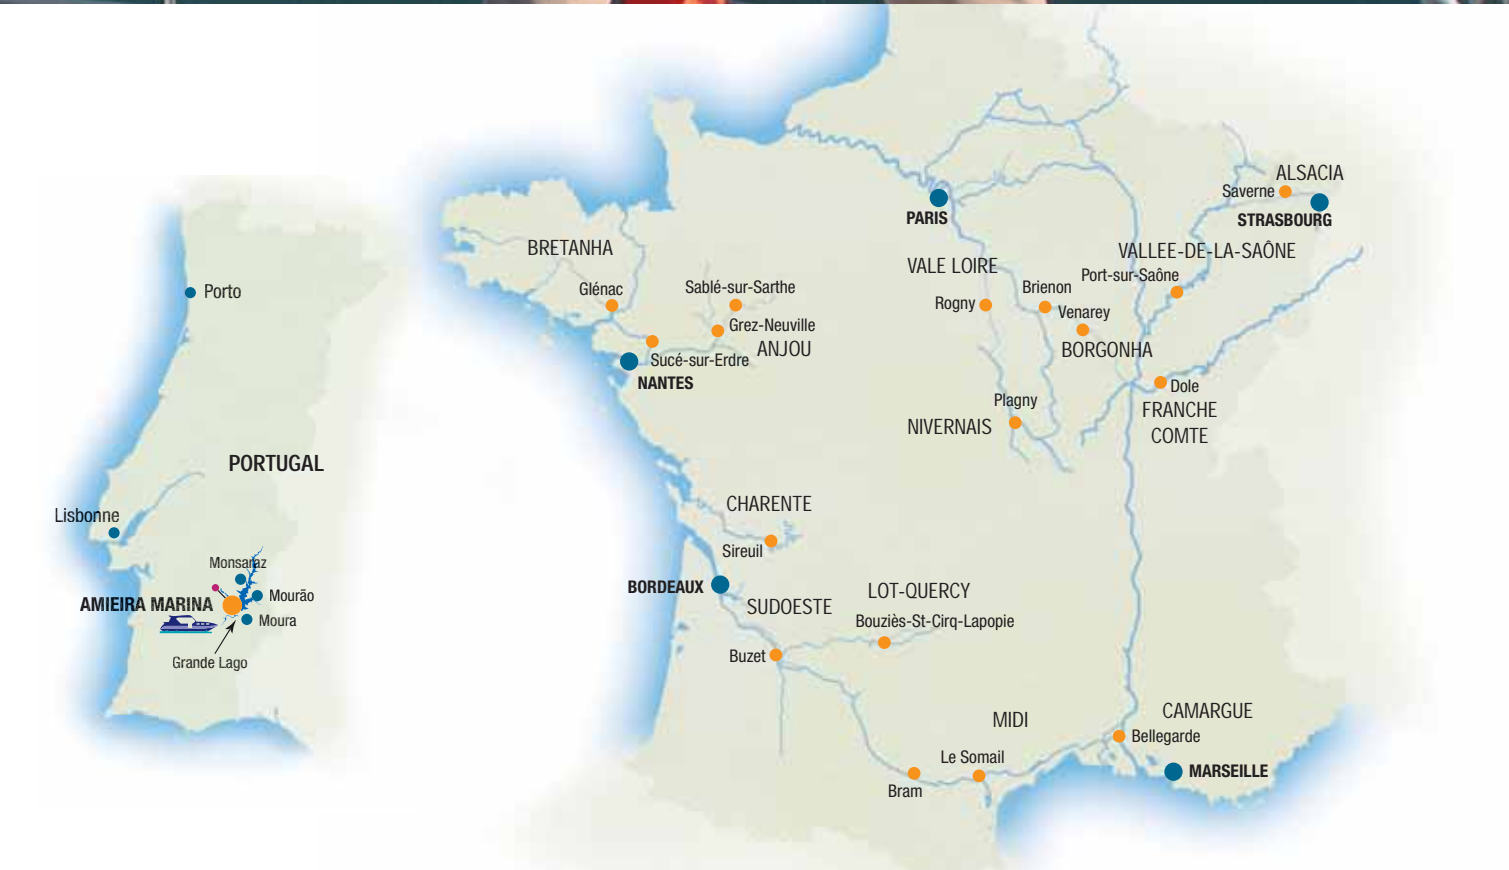 Porto
PORTUGAL
Lisbonne
Monsaraz
AMIEIRA MARINA
Mourão
Moura
Grande Lago
BRETANHA
Glénac
Sablé-sur-Sarthe
Grez-Neuville
ANJOU
Sucé-sur-Erdre
NANTES
PARIS
VALE LOIRE
Rogny
Brienon
Venarey
BORGONHA
ALSACIA
Saverne
STRASBOURG
VALLEE-DE-LA-SAÔNE
Port-sur-Saône
Dole
FRANCHE
COMTE
Plagny
NIVERNAIS
CHARENTE
Sireuil
BORDEAUX
SUDOESTE
LOT-QUERCY
Bouziès-St-Cirq-Lapopie
Buzet
MIDI
Le Somail
Bram
CAMARGUE
Bellegarde
MARSEILLE